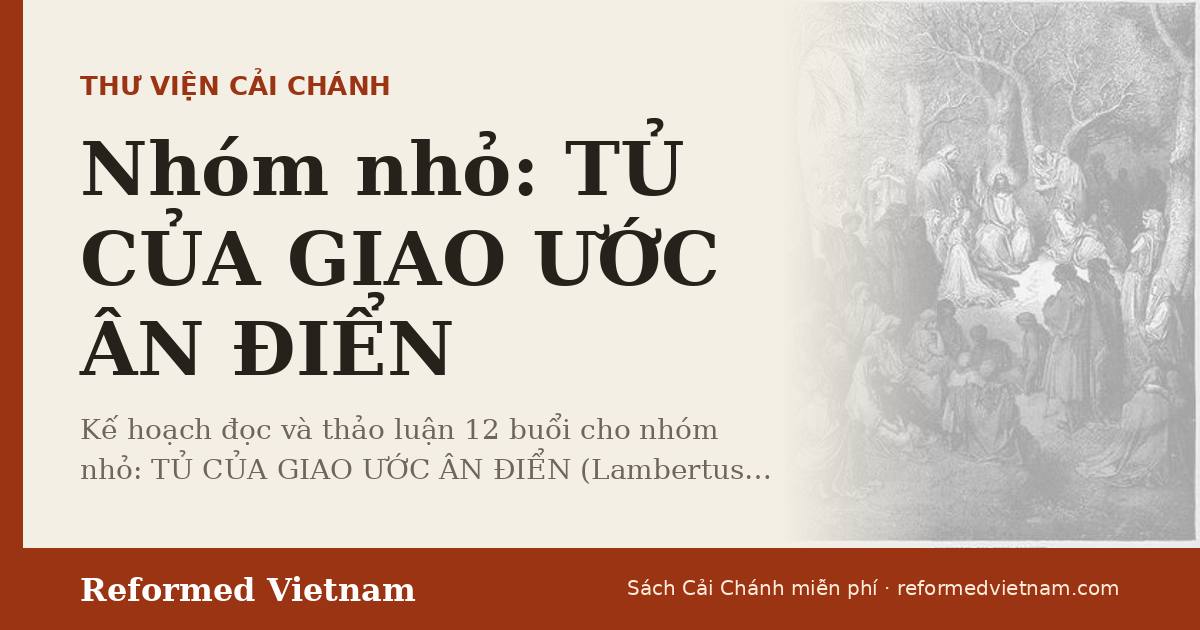 THƯ VIỆN CẢI CHÁNH
Nhóm nhỏ: TỦ
CỦA GIAO ƯỚC
ÂN ĐIỂN
Kế hoạch đọc và thảo luận 12 buổi cho nhóm
nhỏ: TỦ CỦA GIAO ƯỚC ÂN ĐIỂN (Lambertus…
Reformed Vietnam
Sách Cải Chánh miễn phí · reformedvietnam.com